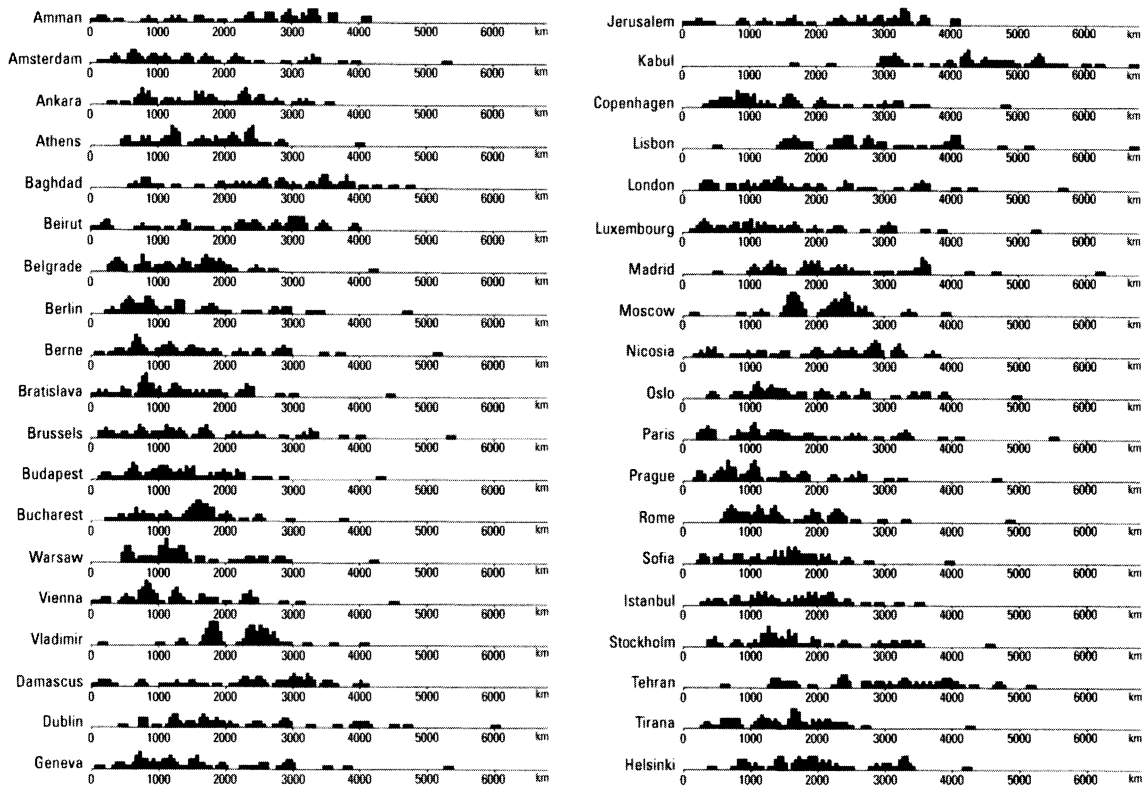 Amman
0 1000 2000 3000 4000 5000 6000 km
Amsterdam
0 1000 2000 3000 4000 5000 6000 km
Ankara
0 1000 2000 3000 4000 5000 6000 km
Athens
0 1000 2000 3000 4000 5000 6000 km
Baghdad
0 1000 2000 3000 4000 5000 6000 km
Beirut
0 1000 2000 3000 4000 5000 6000 km
Belgrade
0 1000 2000 3000 4000 5000 6000 km
Berlin
0 1000 2000 3000 4000 5000 6000 km
Berne
0 1000 2000 3000 4000 5000 6000 km
Bratislava
0 1000 2000 3000 4000 5000 6000 km
Brussels
0 1000 2000 3000 4000 5000 6000 km
Budapest
0 1000 2000 3000 4000 5000 6000 km
Bucharest
0 1000 2000 3000 4000 5000 6000 km
Warsaw
0 1000 2000 3000 4000 5000 6000 km
Vienna
0 1000 2000 3000 4000 5000 6000 km
Vladimir
0 1000 2000 3000 4000 5000 6000 km
Damascus
0 1000 2000 3000 4000 5000 6000 km
Dublin
0 1000 2000 3000 4000 5000 6000 km
Geneva
0 1000 2000 3000 4000 5000 6000 km
Jerusalem
0 1000 2000 3000 4000 5000 6000 km
Kabul
0 1000 2000 3000 4000 5000 6000 km
Copenhagen
0 1000 2000 3000 4000 5000 6000 km
Lisbon
0 1000 2000 3000 4000 5000 6000 km
London
0 1000 2000 3000 4000 5000 6000 km
Luxembourg
0 1000 2000 3000 4000 5000 6000 km
Madrid
0 1000 2000 3000 4000 5000 6000 km
Moscow
0 1000 2000 3000 4000 5000 6000 km
Nicosia
0 1000 2000 3000 4000 5000 6000 km
Oslo
0 1000 2000 3000 4000 5000 6000 km
Paris
0 1000 2000 3000 4000 5000 6000 km
Prague
0 1000 2000 3000 4000 5000 6000 km
Rome
0 1000 2000 3000 4000 5000 6000 km
Sofia
0 1000 2000 3000 4000 5000 6000 km
Istanbul
0 1000 2000 3000 4000 5000 6000 km
Stockholm
0 1000 2000 3000 4000 5000 6000 km
Tehran
0 1000 2000 3000 4000 5000 6000 km
Tirana
0 1000 2000 3000 4000 5000 6000 km
Helsinki
0 1000 2000 3000 4000 5000 6000 km